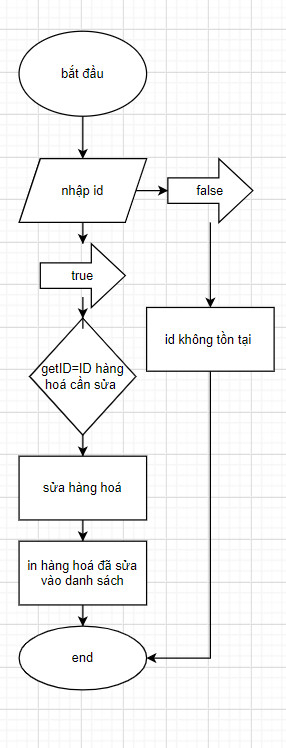 bắt đầu
nhập id
false
true
id không tồn tại
getID=ID hàng
hoá cần sửa
sửa hàng hoá
in hàng hoá đã sửa
vào danh sách
end